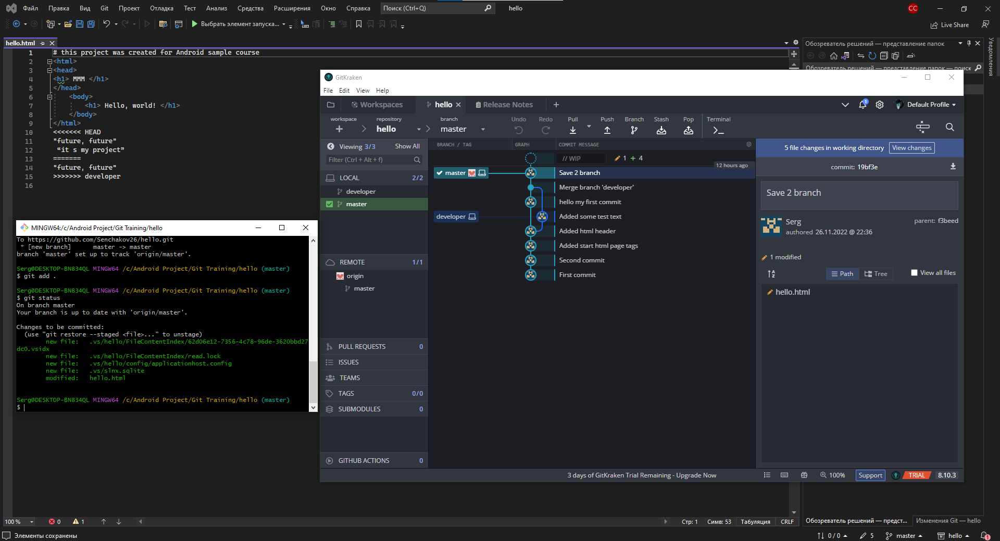 Файл Правка Вид Git Проект Отладка Тест Анализ Средства Расширения Окно Справка Поиск (Ctrl+Q) hello CC
Выбрать элемент запуска... Live Share
hello.html
Обозреватель решений — представление папок
Уведомления
Обозреватель решений — представление папок — поиск
1 # this project was created for Android sample course
2 <html>
3 <head>
4 <h1> MMM </h1>
5 </head>
6 <body>
7 <h1> Hello, world! </h1>
8 </body>
9 </html>
10 <<<<<<< HEAD
11 "future, future"
12 “it s my project”
13 =======
14 "future, future"
15 >>>>>>> developer
16
MINGW64:/c/Android Project/Git Training/hello
To https://github.com/Senchakov26/hello.git
* [new branch] master -> master
branch 'master' set up to track 'origin/master'.
Serg@DESKTOP-BN834QL MINGW64 /c/Android Project/Git Training/hello (master)
$ git add .
Serg@DESKTOP-BN834QL MINGW64 /c/Android Project/Git Training/hello (master)
$ git status
On branch master
Your branch is up to date with 'origin/master'.
Changes to be committed:
(use "git restore --staged <file>..." to unstage)
new file: .vs/hello/FileContentIndex/62d06e12-7356-4c78-96de-3620bbd27
dc0.vsidx
new file: .vs/hello/FileContentIndex/read.lock
new file: .vs/hello/config/applicationhost.config
new file: .vs/slnx.sqlite
modified: hello.html
Serg@DESKTOP-BN834QL MINGW64 /c/Android Project/Git Training/hello (master)
$
GitKraken
File Edit View Help
Workspaces hello Release Notes 1 Default Profile
workspace repository branch Undo Redo Pull Push Branch Stash Pop Terminal
hello master
Viewing 3/3 Show All
Filter (Ctrl + Alt + f)
LOCAL 2/2
developer
master
REMOTE 1/1
origin
master
PULL REQUESTS 0
ISSUES
TEAMS
TAGS 0/0
SUBMODULES 0
GITHUB ACTIONS 0
BRANCH / TAG GRAPH COMMIT MESSAGE
// WIP 1 4
12 hours ago
master Save 2 branch
Merge branch 'developer'
hello my first commit
developer Added some test text
Added html header
Added start html page tags
Second commit
First commit
5 file changes in working directory View changes
commit: 19bf3e
Save 2 branch
Serg parent: f3beed
authored 26.11.2022 @ 22:36
1 modified
Path Tree View all files
hello.html
3 days of GitKraken Trial Remaining - Upgrade Now 100% Support TRIAL 8.10.3
100 % 0 1 Стр: 1 Симв: 53 Табуляция CRLF
Обозреватель решений — предст... Изменения Git — hello
Элементы сохранены 0 / 0 5 master hello 1